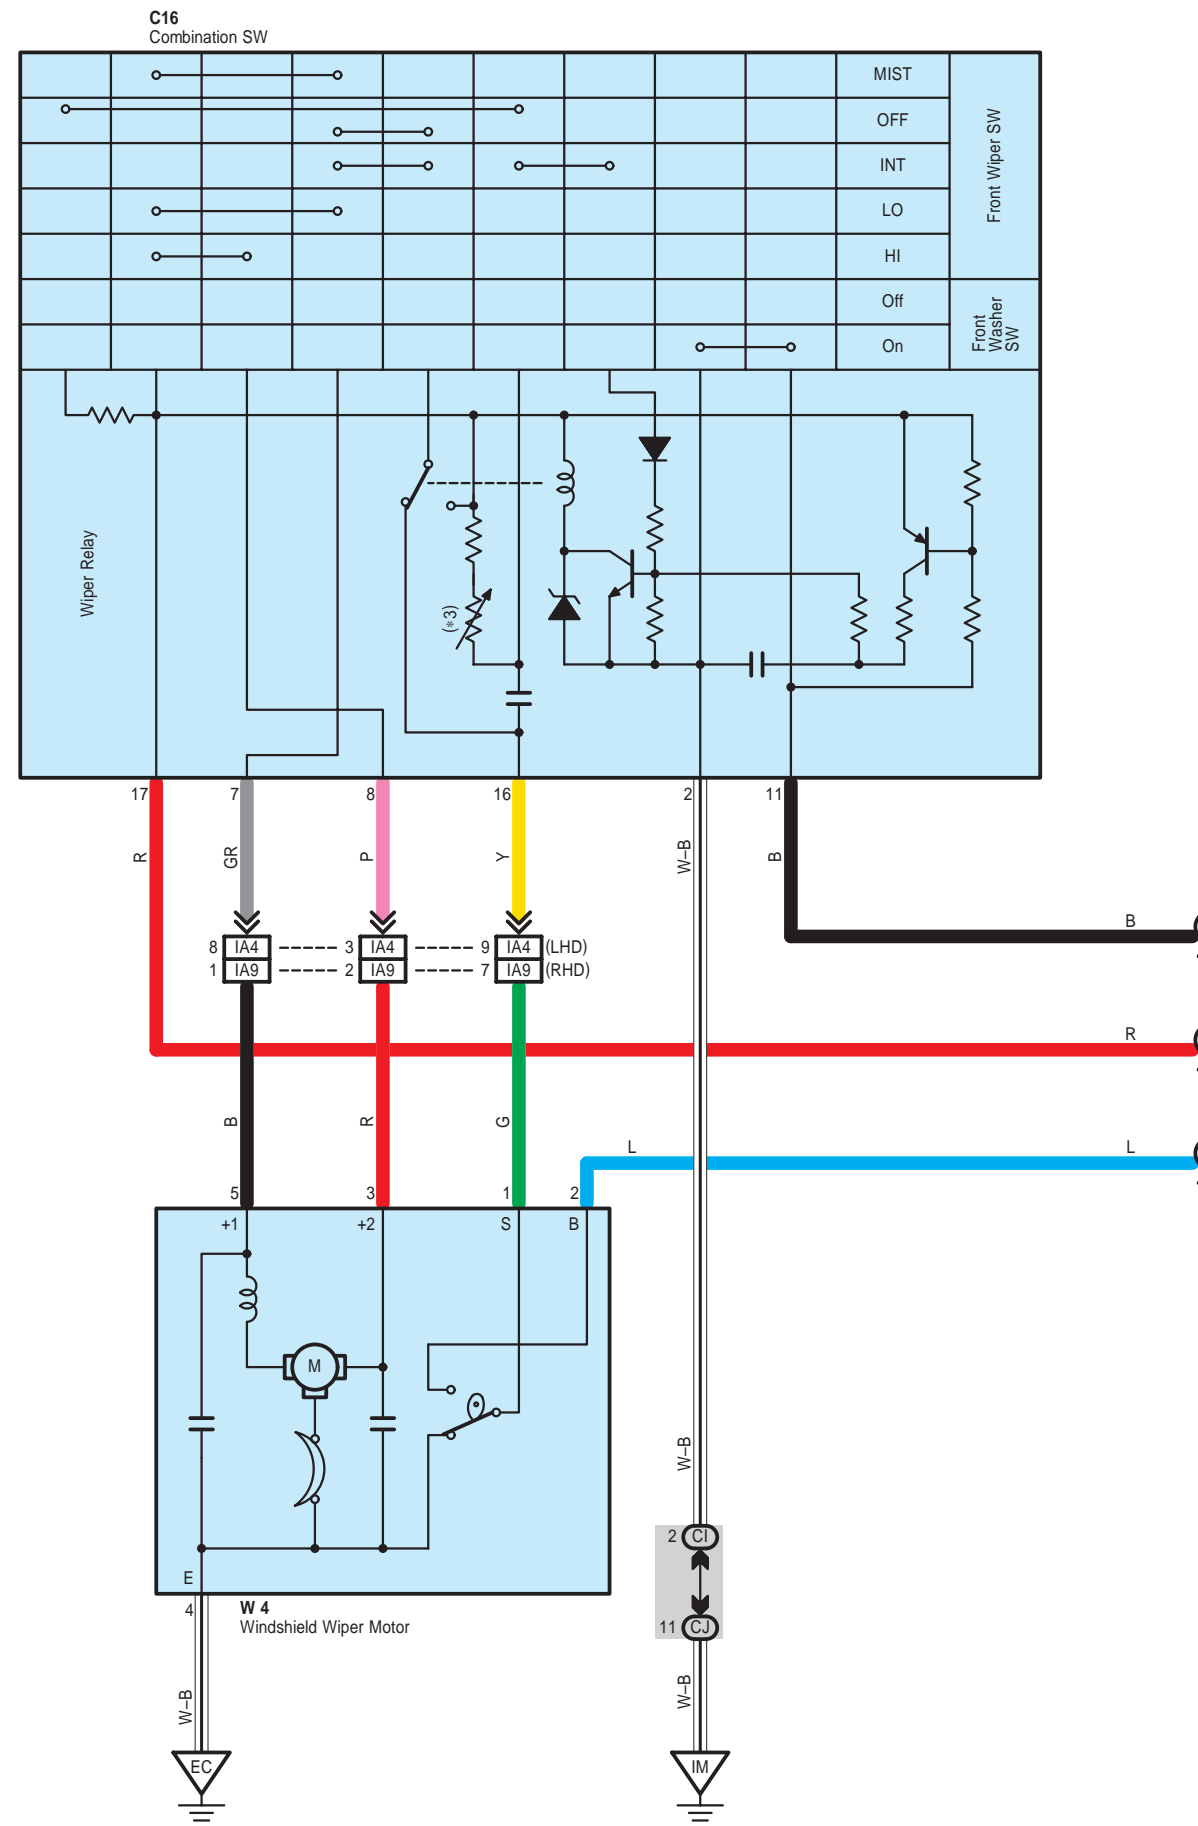 C16
Combination SW
MIST
OFF
INT
LO
HI
Off
On
Front Wiper SW
Front
Washer
SW
Wiper Relay
(*3)
17
7
8
16
2
11
R
GR
P
Y
W–B
B
B
8 IA4 3 IA4 9 IA4 (LHD)
1 IA9 2 IA9 7 IA9 (RHD)
R
B
R
G
L
L
5
3
1
2
+1
+2
S
B
M
E
4
W 4
Windshield Wiper Motor
W–B
2 CI
11 CJ
W–B
W–B
EC
IM